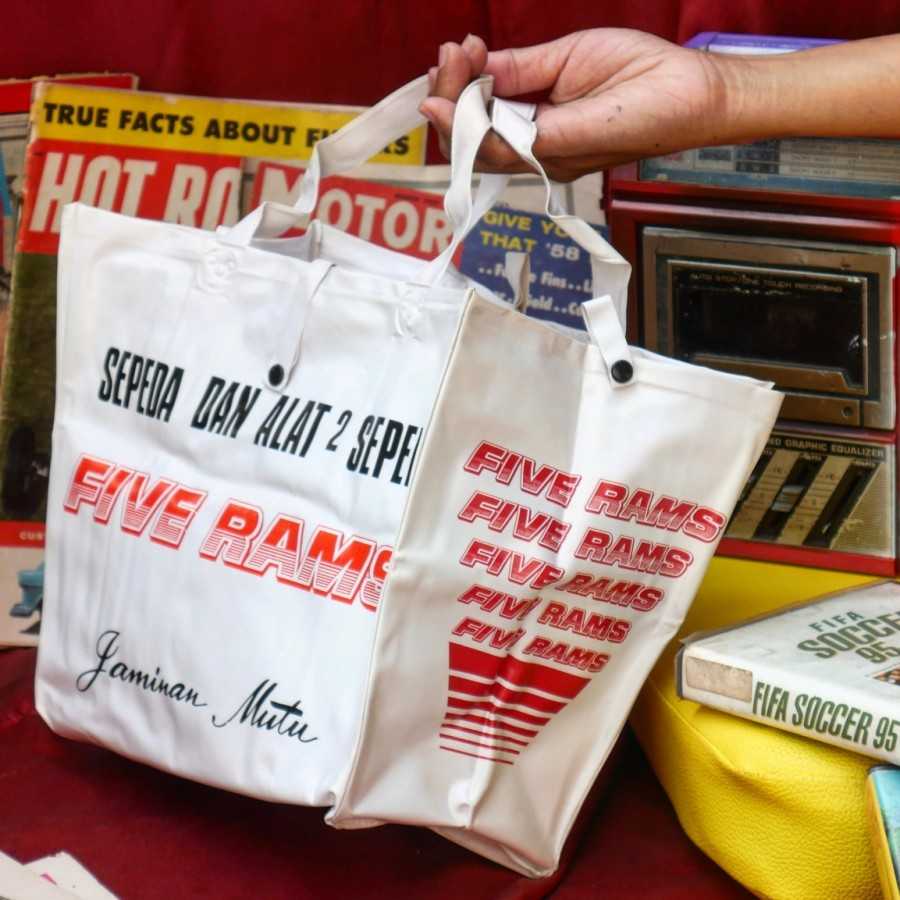 TRUE FACTS ABOUT
HOT RO
MOTOR
GIVE YO
THAT '58
Fins..
AUTO STOP/ONE TOUCH RECORDING
GRAPHIC EQUALIZER
SEPEDA DAN ALAT 2 SEPE
FIVE RAMS
Jaminan Mutu
FIVE RAMS
FIVE RAMS
FIVE RAMS
FIVE RAMS
FIVE RAMS
FIFA
SOCCER
95
FIFA SOCCER 95